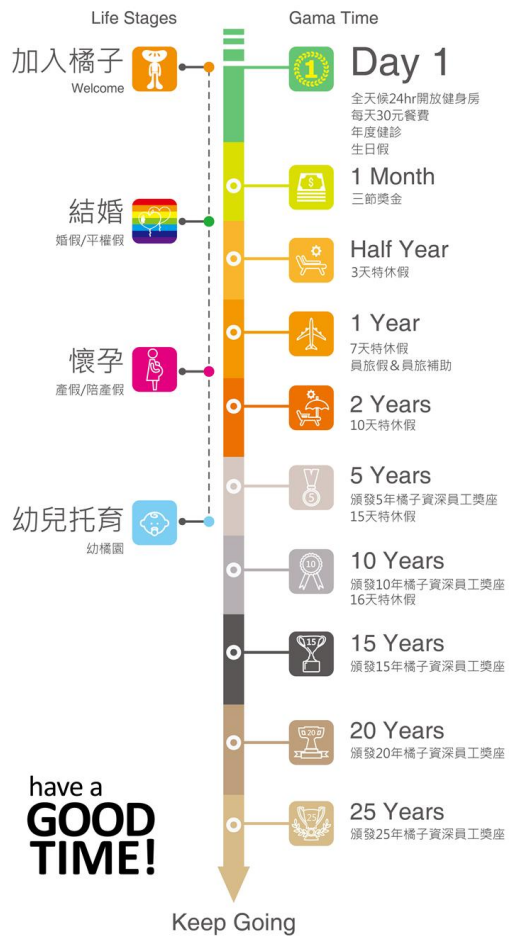 Life Stages
Gama Time
加入橘子
Welcome
1
Day 1
全天候24hr開放健身房
每天30元餐費
年度健診
生日假
$
1 Month
三節獎金
結婚
婚假/平權假
Half Year
3天特休假
1 Year
7天特休假
員旅假＆員旅補助
懷孕
產假/陪產假
2 Years
10天特休假
5
5 Years
頒發5年橘子資深員工獎座
15天特休假
幼兒托育
幼橘園
10
10 Years
頒發10年橘子資深員工獎座
16天特休假
15
15 Years
頒發15年橘子資深員工獎座
20
20 Years
頒發20年橘子資深員工獎座
25
25 Years
頒發25年橘子資深員工獎座
have a
GOOD
TIME!
Keep Going